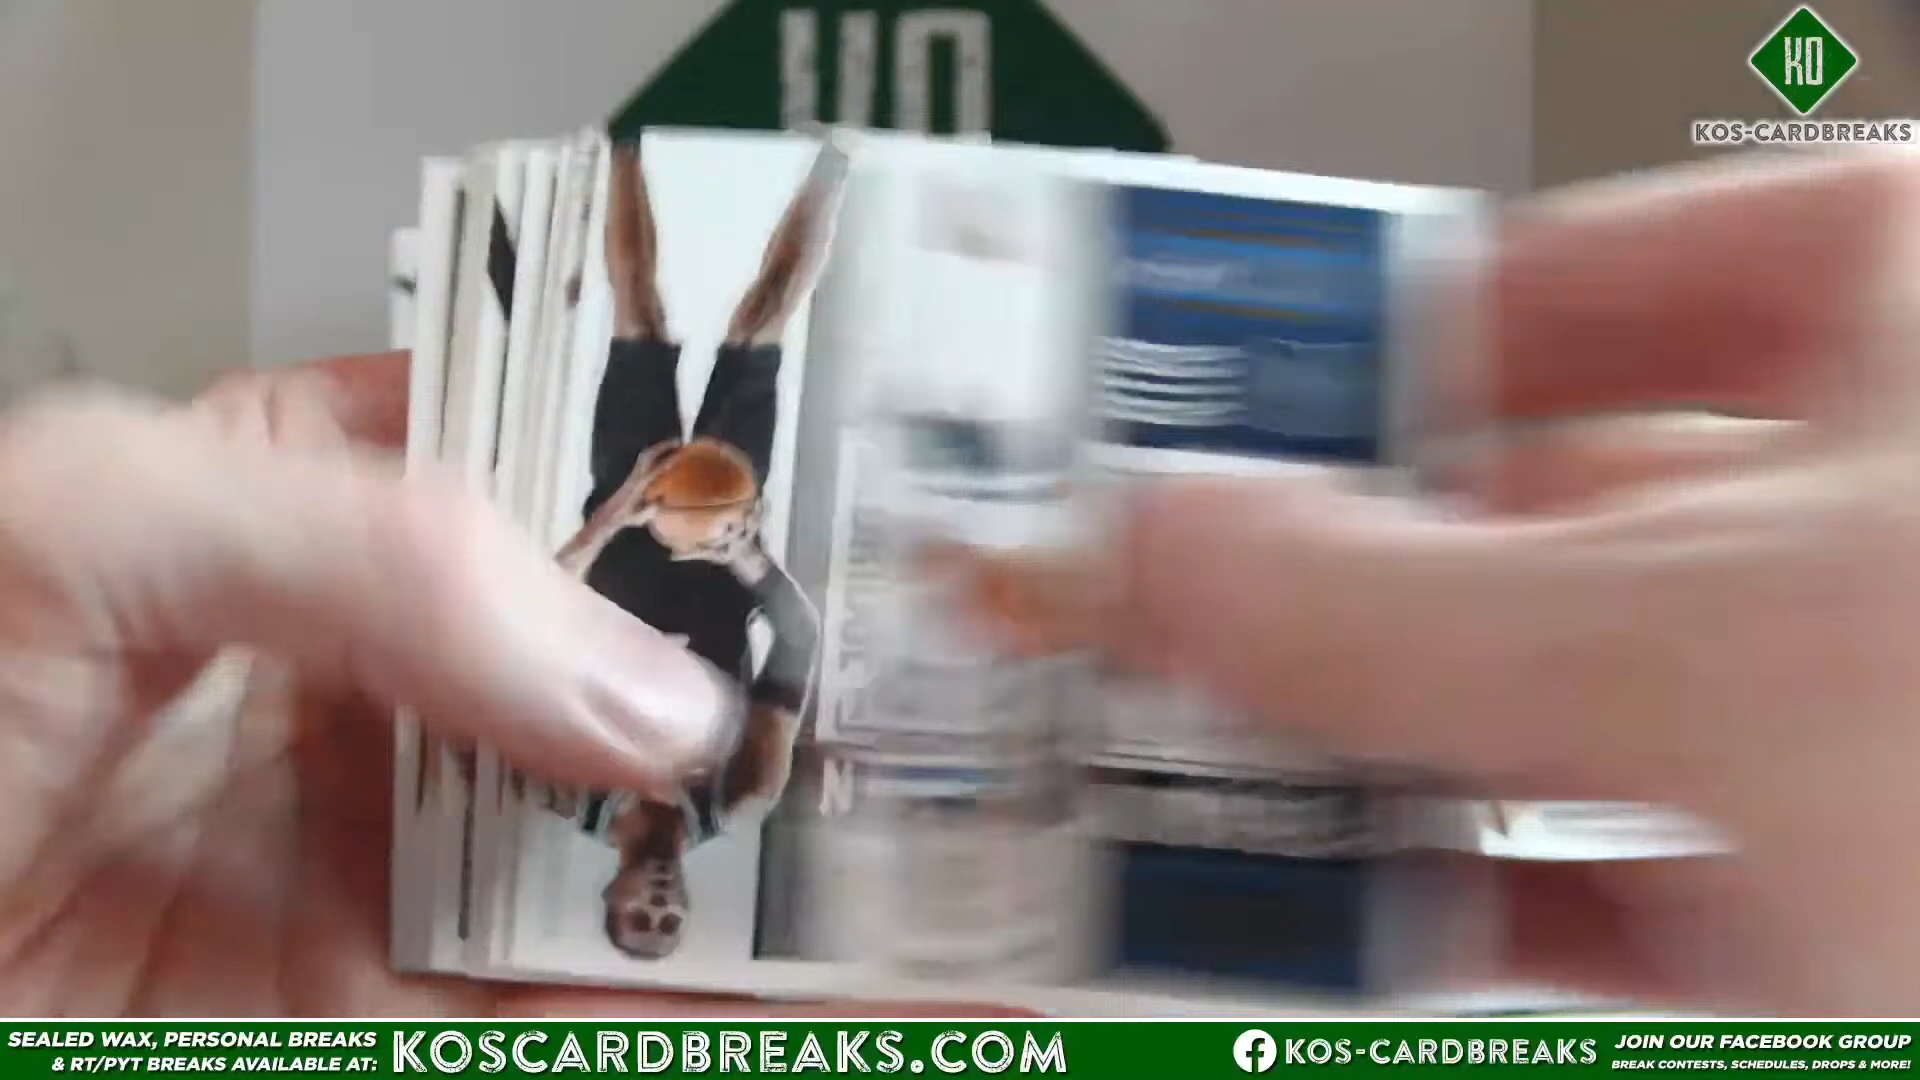 KO
KO
KOS-CARDBREAKS
SEALED WAX, PERSONAL BREAKS
& RT/PYT BREAKS AVAILABLE AT:
KOSCARDBREAKS.COM
KOS-CARDBREAKS
JOIN OUR FACEBOOK GROUP
BREAK CONTESTS, SCHEDULES, DROPS & MORE!